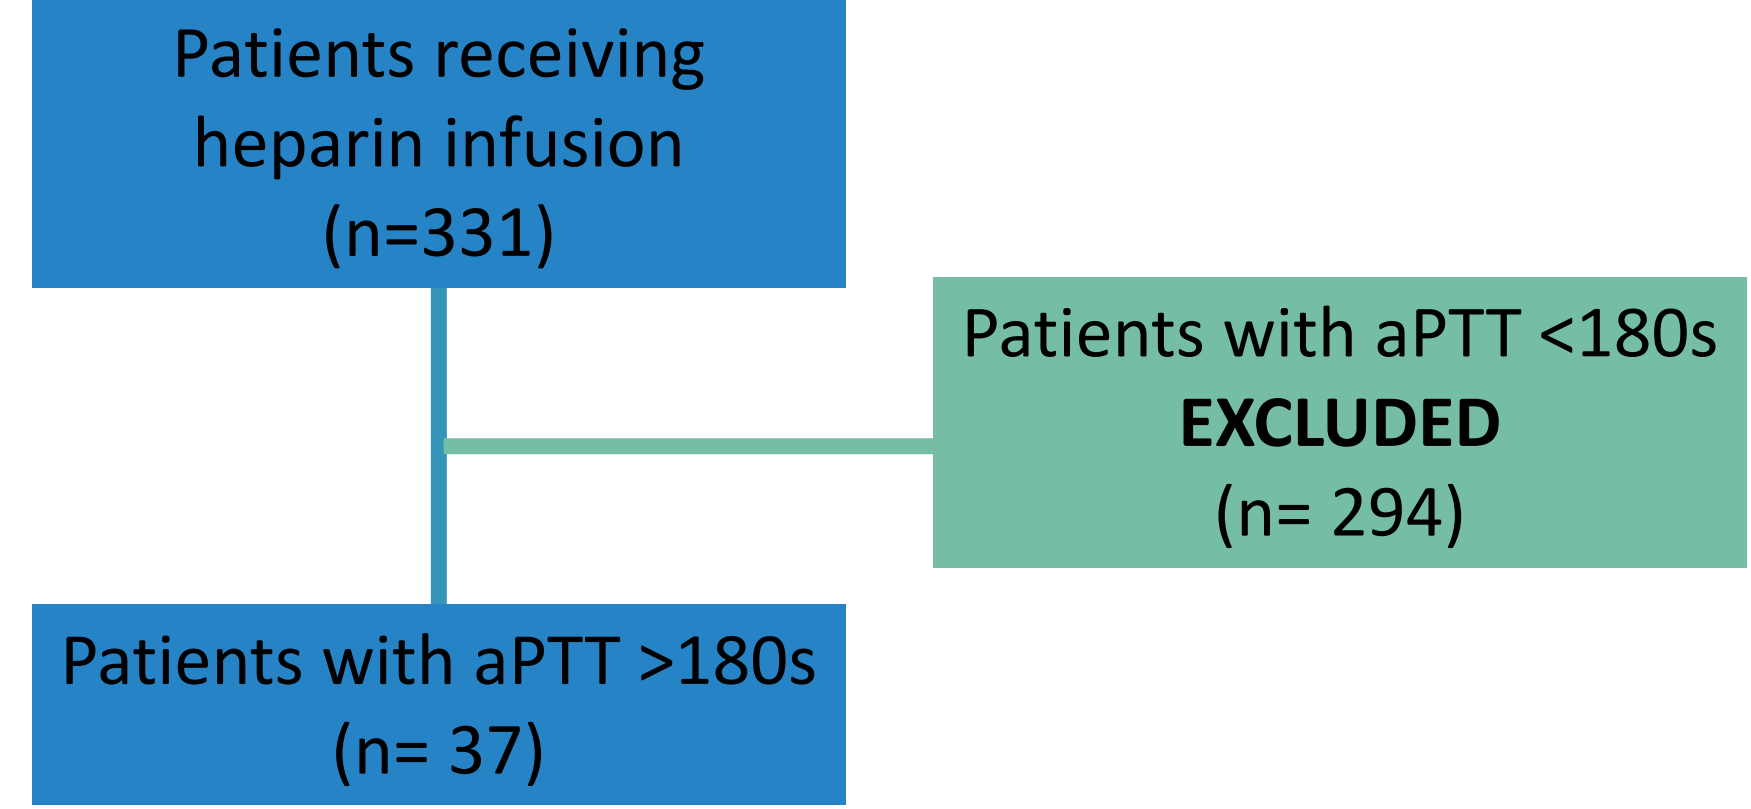 Patients receiving
heparin infusion
(n=331)
Patients with aPTT <180s
EXCLUDED
(n= 294)
Patients with aPTT >180s
(n= 37)